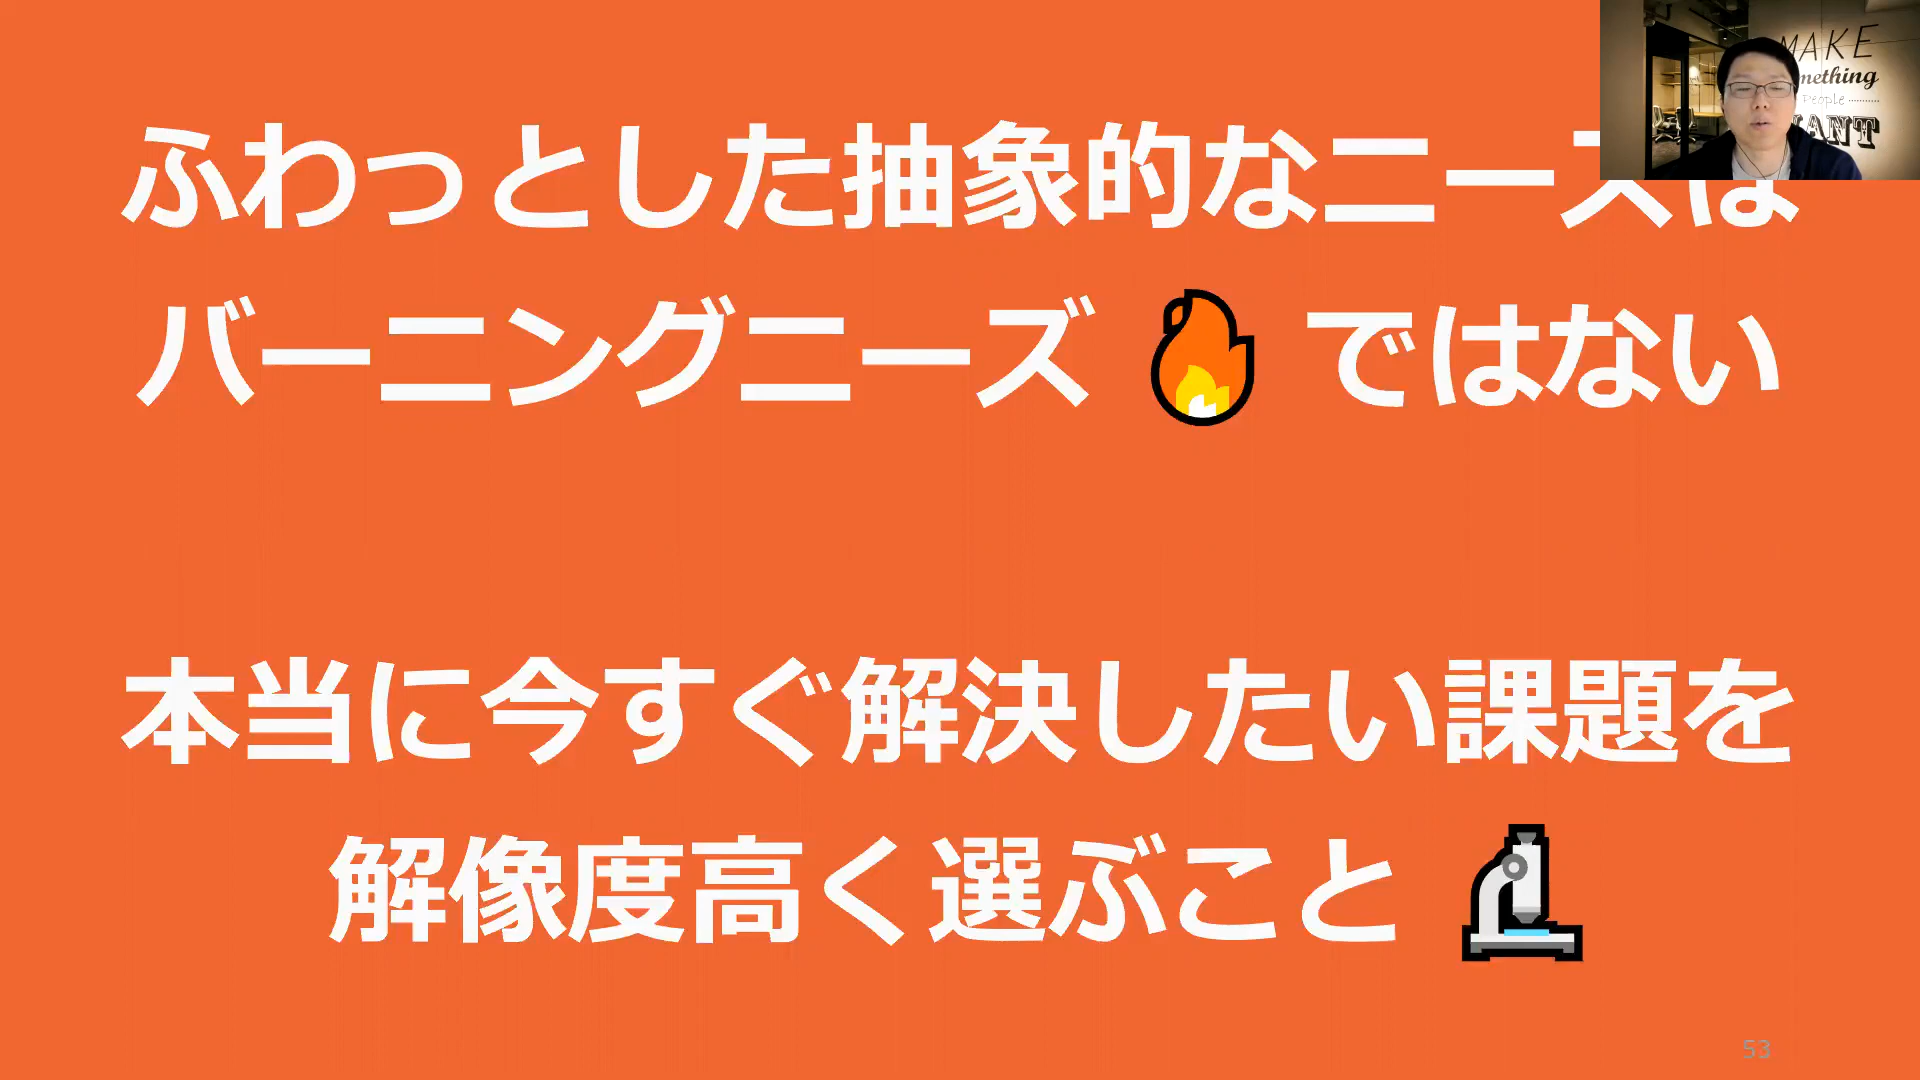 ふわっとした抽象的なニーズは
バーニングニーズ🔥ではない
本当に今すぐ解決したい課題を
解像度高く選ぶこと🔬
MAKE
People
53